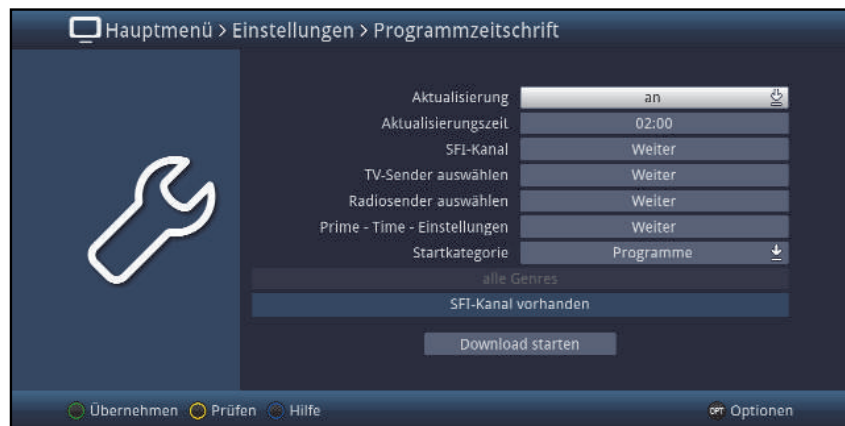 Hauptmenü > Einstellungen > Programmzeitschrift
Aktualisierung an
Aktualisierungszeit 02:00
SFI-Kanal Weiter
TV-Sender auswählen Weiter
Radiosender auswählen Weiter
Prime - Time - Einstellungen Weiter
Startkategorie Programme
alle Genres
SFI-Kanal vorhanden
Download starten
Übernehmen Prüfen Hilfe OPT Optionen